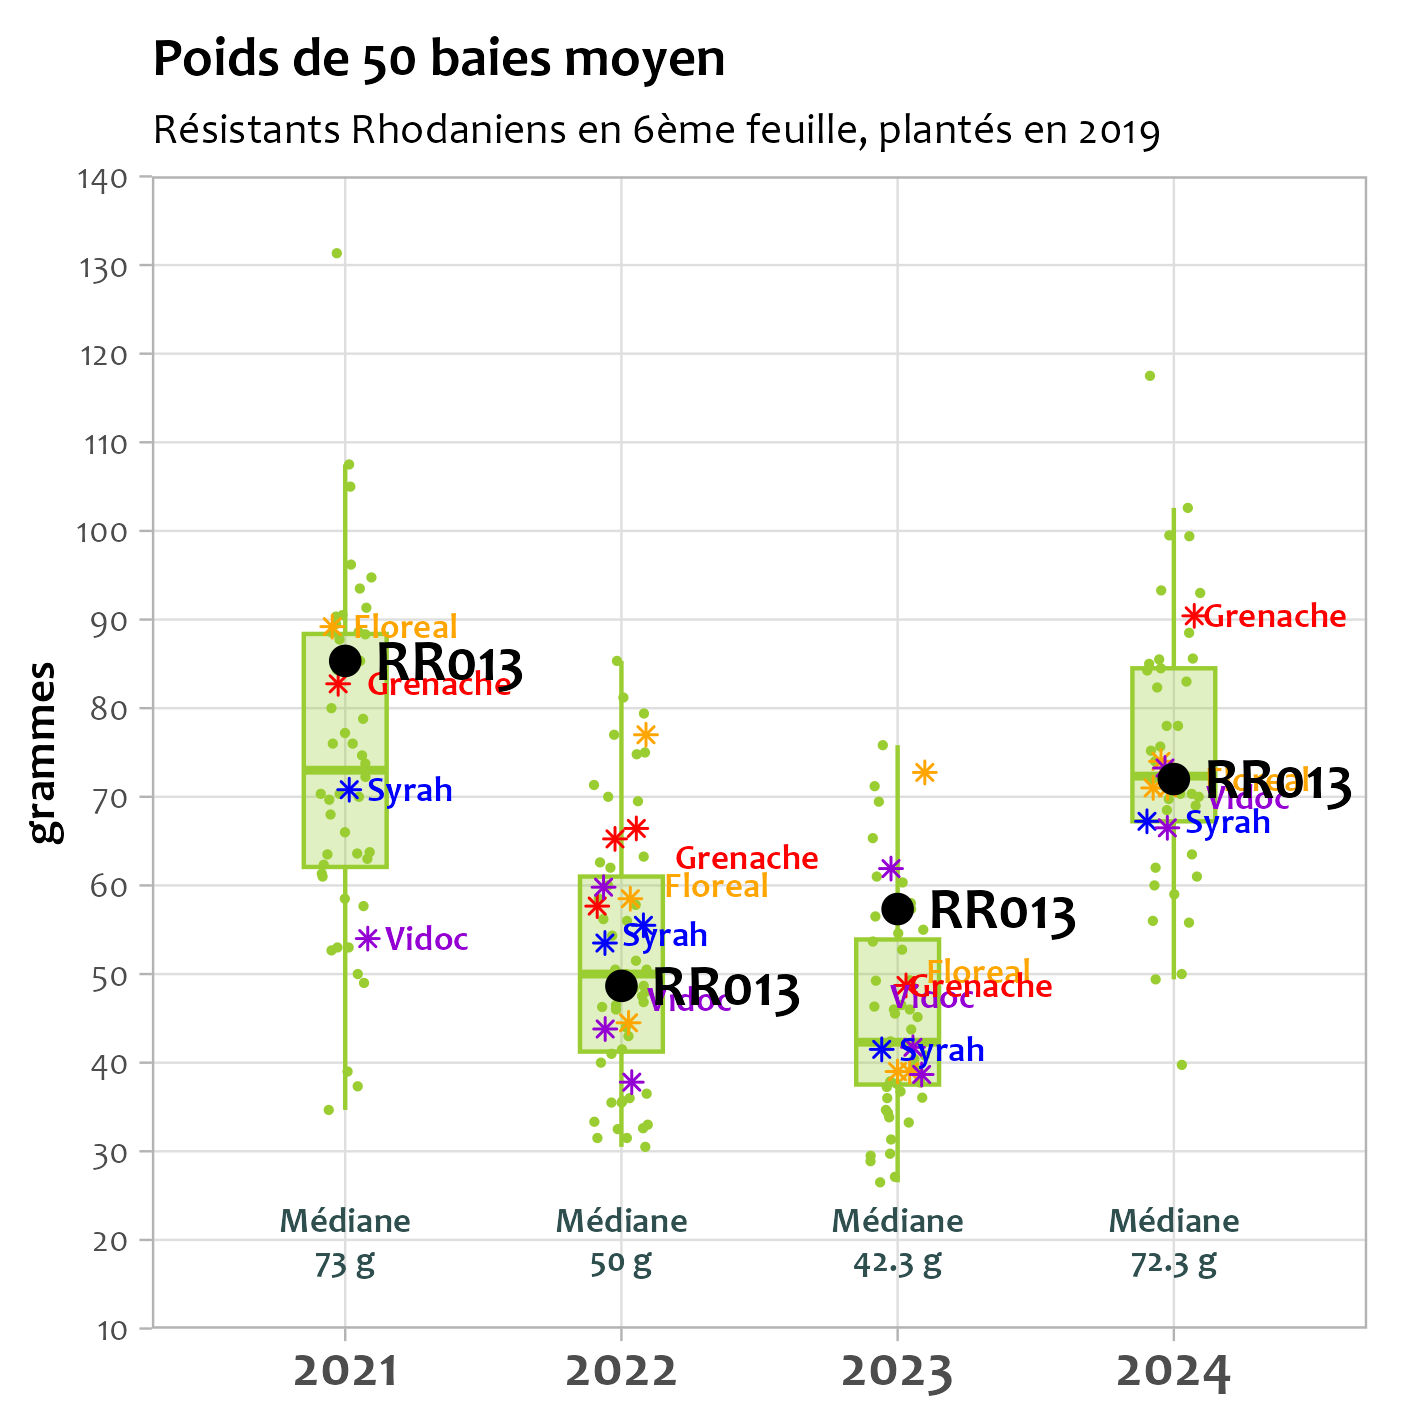 Poids de 50 baies moyen
Résistants Rhodaniens en 6ème feuille, plantés en 2019
grammes
140
130
120
110
100
90
80
70
60
50
40
30
20
10
Floreal
RR013
Grenache
Syrah
Vidoc
Grenache
Floreal
Syrah
RR013
Vidoc
RR013
Floreal
Grenache
Vidoc
Syrah
Grenache
RR013
Floreal
Vidoc
Syrah
Médiane
73 g
Médiane
50 g
Médiane
42.3 g
Médiane
72.3 g
2021
2022
2023
2024